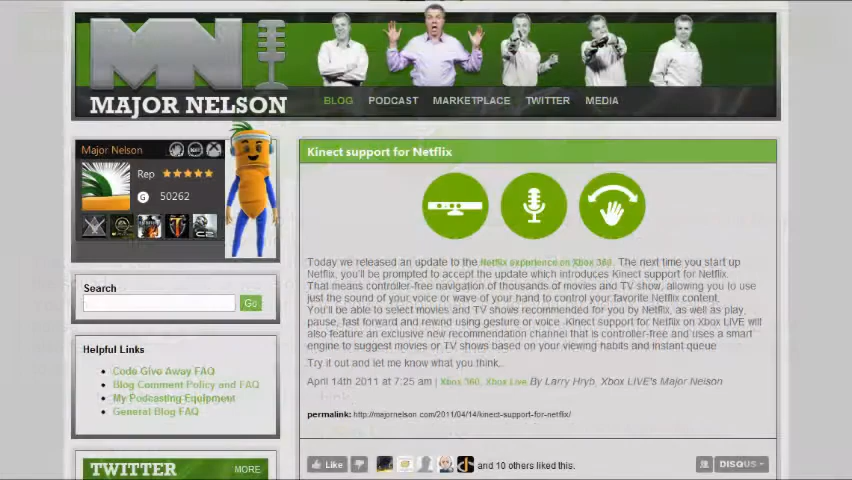 MN
MAJOR NELSON
BLOG PODCAST MARKETPLACE TWITTER MEDIA
Major Nelson
Rep
G 50262
Search
Go
Helpful Links
Code Give Away FAQ
Blog Comment Policy and FAQ
My Podcasting Equipment
General Blog FAQ
TWITTER MORE
Kinect support for Netflix
Today we released an update to the Netflix experience on Xbox 360. The next time you start up
Netflix, you'll be prompted to accept the update which introduces Kinect support for Netflix.
That means controller-free navigation of thousands of movies and TV show, allowing you to use
just the sound of your voice or wave of your hand to control your favorite Netflix content.
You'll be able to select movies and TV shows recommended for you by Netflix, as well as play,
pause, fast forward and rewind using gesture or voice. Kinect support for Netflix on Xbox LIVE will
also feature an exclusive new recommendation channel that is controller-free and uses a smart
engine to suggest movies or TV shows based on your viewing habits and instant queue
Try it out and let me know what you think.
April 14th 2011 at 7:25 am | Xbox 360, Xbox Live By Larry Hryb, Xbox LIVE's Major Nelson
permalink: http://majornelson.com/2011/04/14/kinect-support-for-netflix/
Like and 10 others liked this. DISQUS